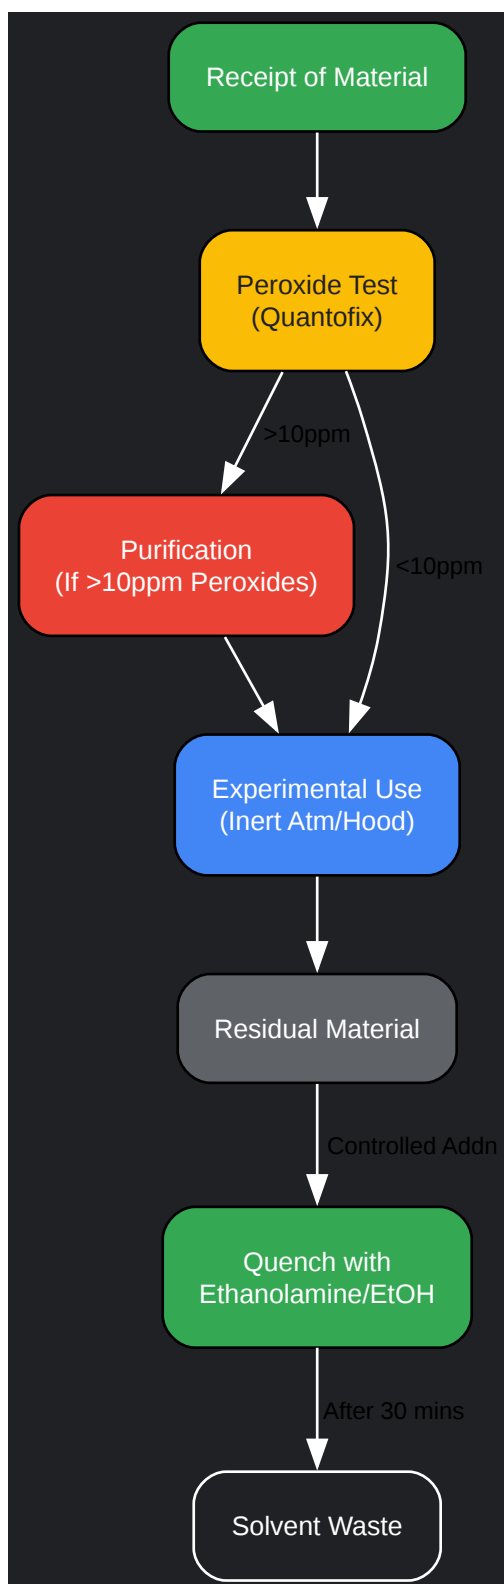 Receipt of Material
Peroxide Test
(Quantofix)
>10ppm
Purification
(If >10ppm Peroxides)
<10ppm
Experimental Use
(Inert Atm/Hood)
Residual Material
Controlled Addn
Quench with
Ethanolamine/EtOH
After 30 mins
Solvent Waste